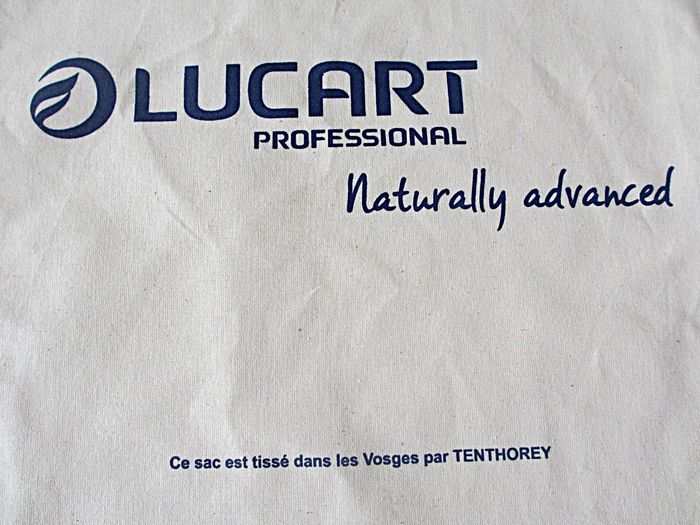 LUCART
PROFESSIONAL
Naturally advanced
Ce sac est tissé dans les Vosges par TENTHOREY